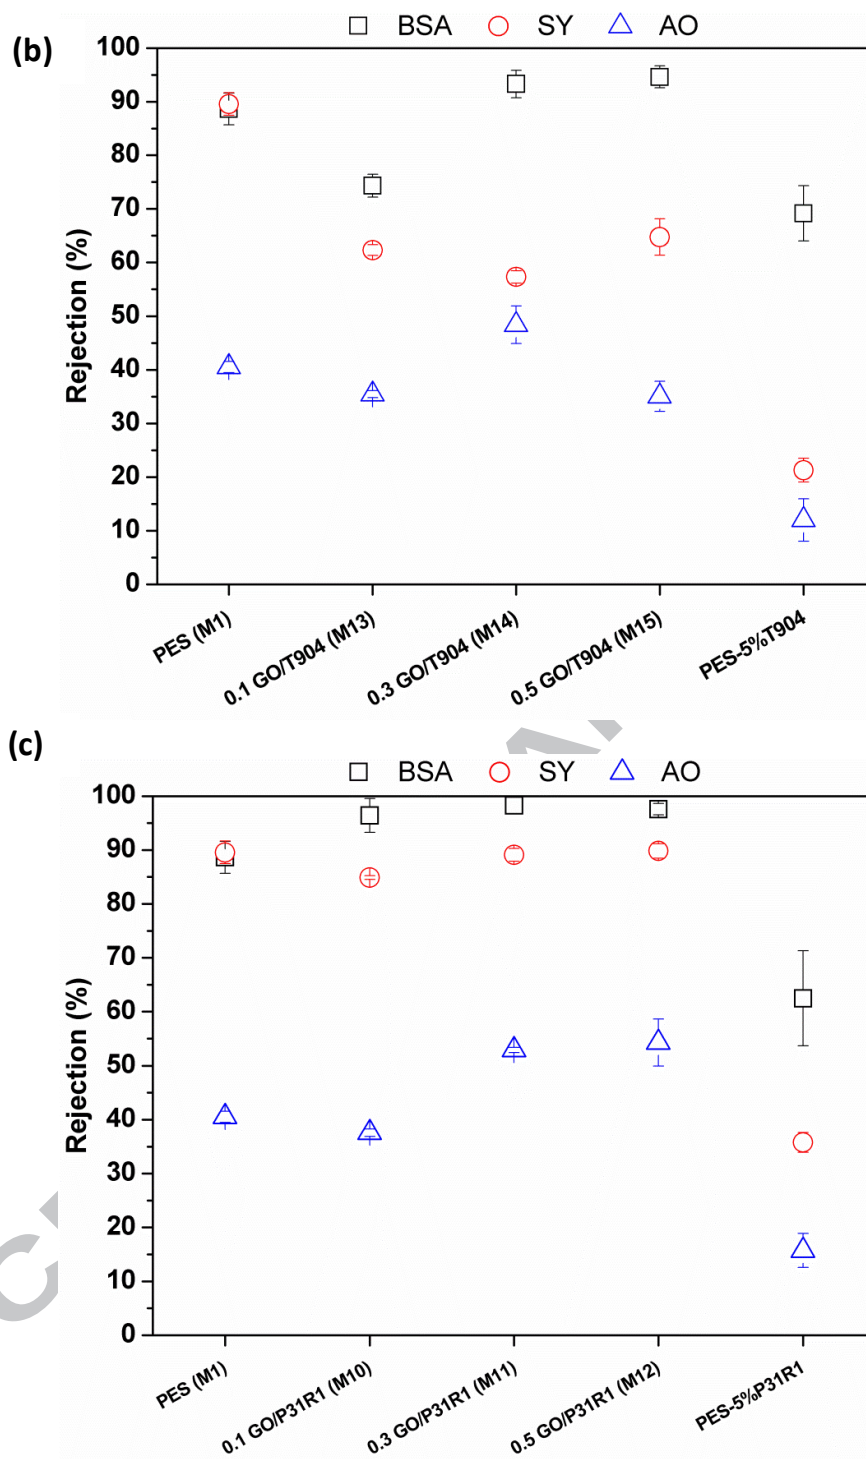 (b)
BSA SY AO
100
90
80
70
60
50
40
30
20
10
0
Rejection (%)
PES (M1)
0.1 GO/T904 (M13)
0.3 GO/T904 (M14)
0.5 GO/T904 (M15)
PES-5%T904
(c)
BSA SY AO
100
90
80
70
60
50
40
30
20
10
0
Rejection (%)
PES (M1)
0.1 GO/P31R1 (M10)
0.3 GO/P31R1 (M11)
0.5 GO/P31R1 (M12)
PES-5%P31R1